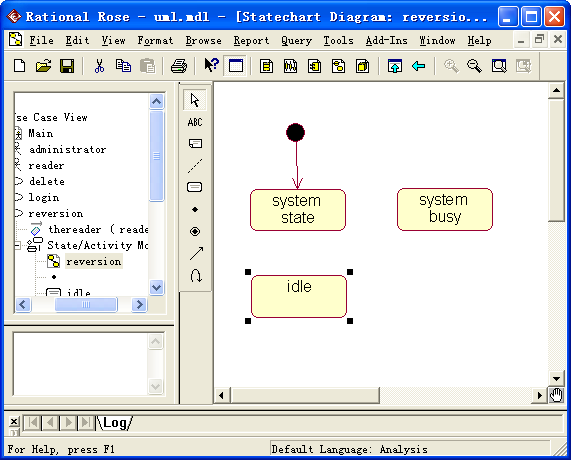 Rational Rose - uml.mdl - [Statechart Diagram: reversio...
File Edit View Format Browse Report Query Tools Add-Ins Window Help
se Case View
Main
administrator
reader
delete
login
reversion
thereader ( reade
State/Activity Mo
reversion
idle
ABC
system
state
system
busy
idle
Log
For Help, press F1
Default Language: Analysis